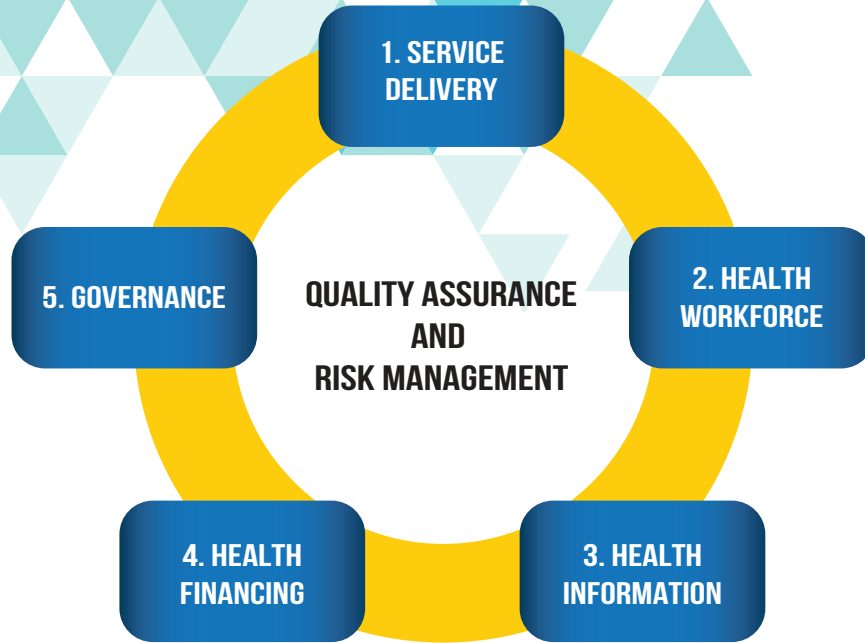 1. SERVICE
DELIVERY
2. HEALTH
WORKFORCE
3. HEALTH
INFORMATION
4. HEALTH
FINANCING
5. GOVERNANCE
QUALITY ASSURANCE
AND
RISK MANAGEMENT